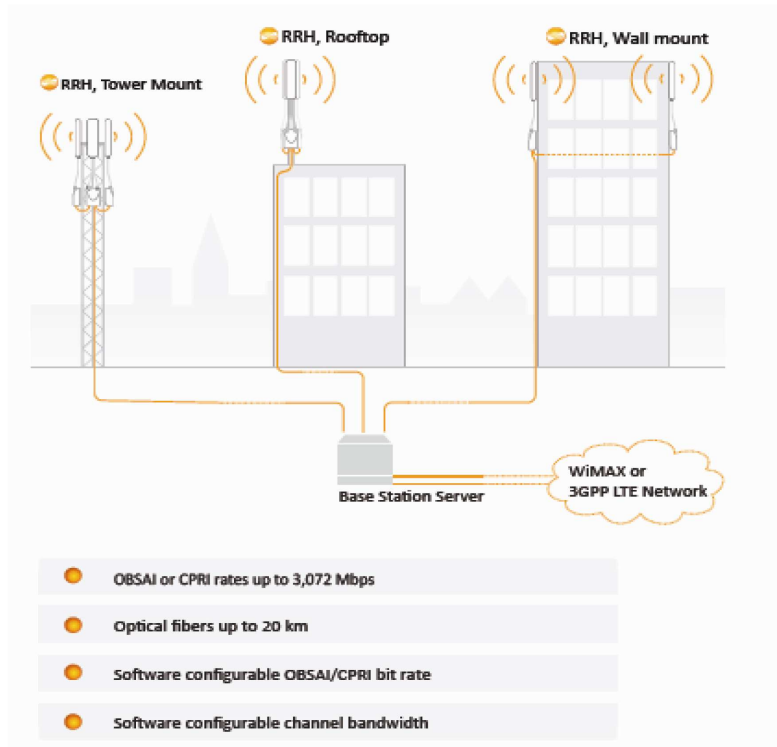 RRH, Rooftop
RRH, Wall mount
RRH, Tower Mount
WiMAX or
3GPP LTE Network
Base Station Server
OBSAI or CPRI rates up to 3,072 Mbps
Optical fibers up to 20 km
Software configurable OBSAI/CPRI bit rate
Software configurable channel bandwidth